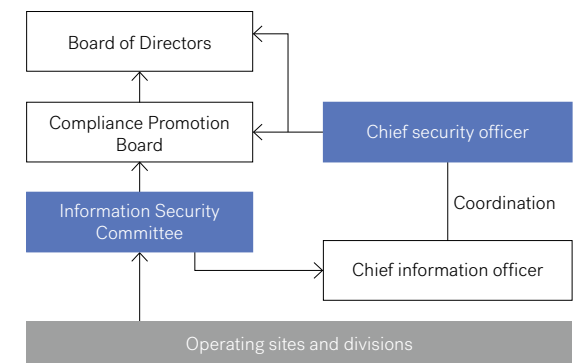 Board of Directors
Compliance Promotion
Board
Chief security officer
Information Security
Committee
Coordination
Chief information officer
Operating sites and divisions